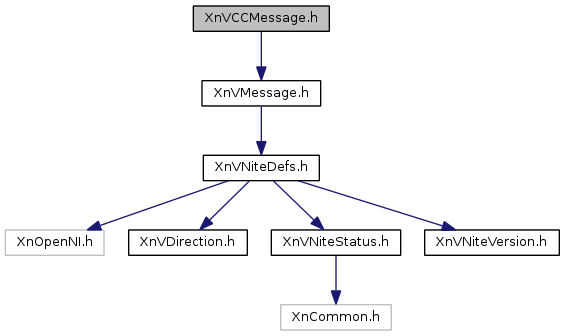 XnVCCMessage.h
XnVMessage.h
XnVNiteDefs.h
XnOpenNI.h
XnVDirection.h
XnVNiteStatus.h
XnVNiteVersion.h
XnCommon.h